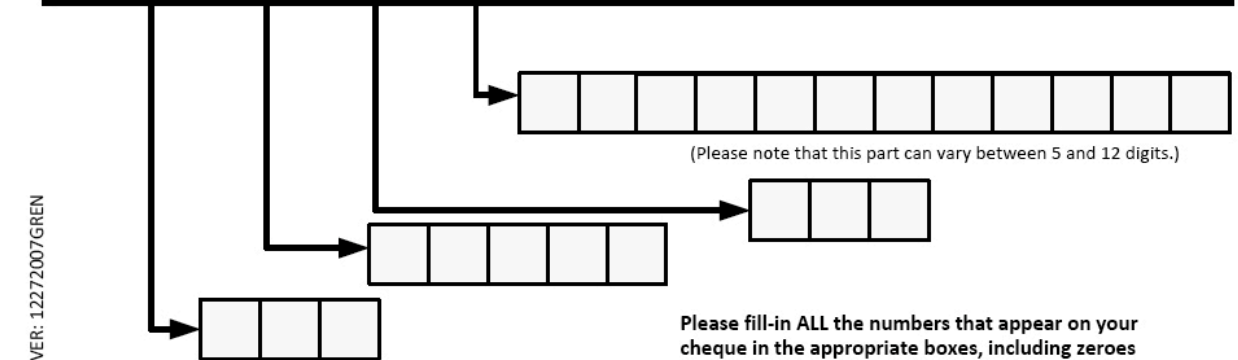 (Please note that this part can vary between 5 and 12 digits.)
VER: 12272007GREN
Please fill-in ALL the numbers that appear on your
cheque in the appropriate boxes, including zeroes